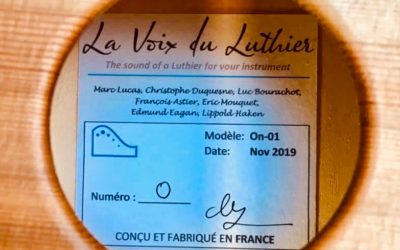 La Voix du Luthier
The sound of a Luthier for your instrument
Marc Lucas, Christophe Duquesne, Luc Bourachot,
François Astier, Eric Mouquet,
Edmund Eagan, Lippold Haken
Modèle: On-01
Date: Nov 2019
Numéro : 0
CONÇU ET FABRIQUÉ EN FRANCE